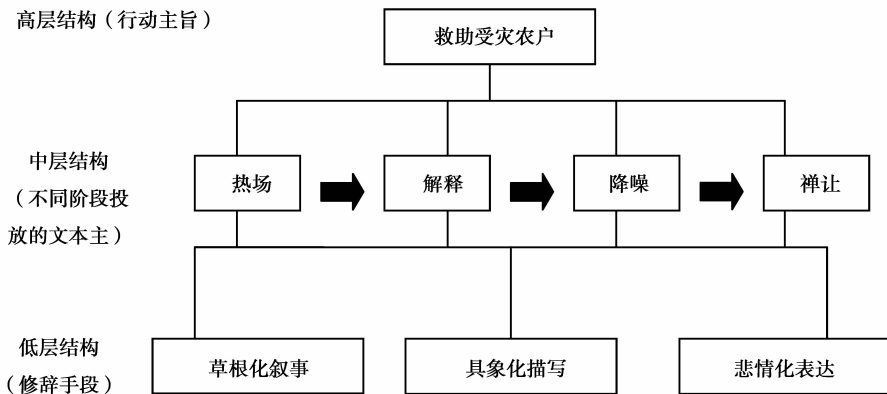 高层结构（行动主旨）
救助受灾农户
中层结构
（不同阶段投
放的文本主）
热场
解释
降噪
禅让
低层结构
（修辞手段）
草根化叙事
具象化描写
悲情化表达